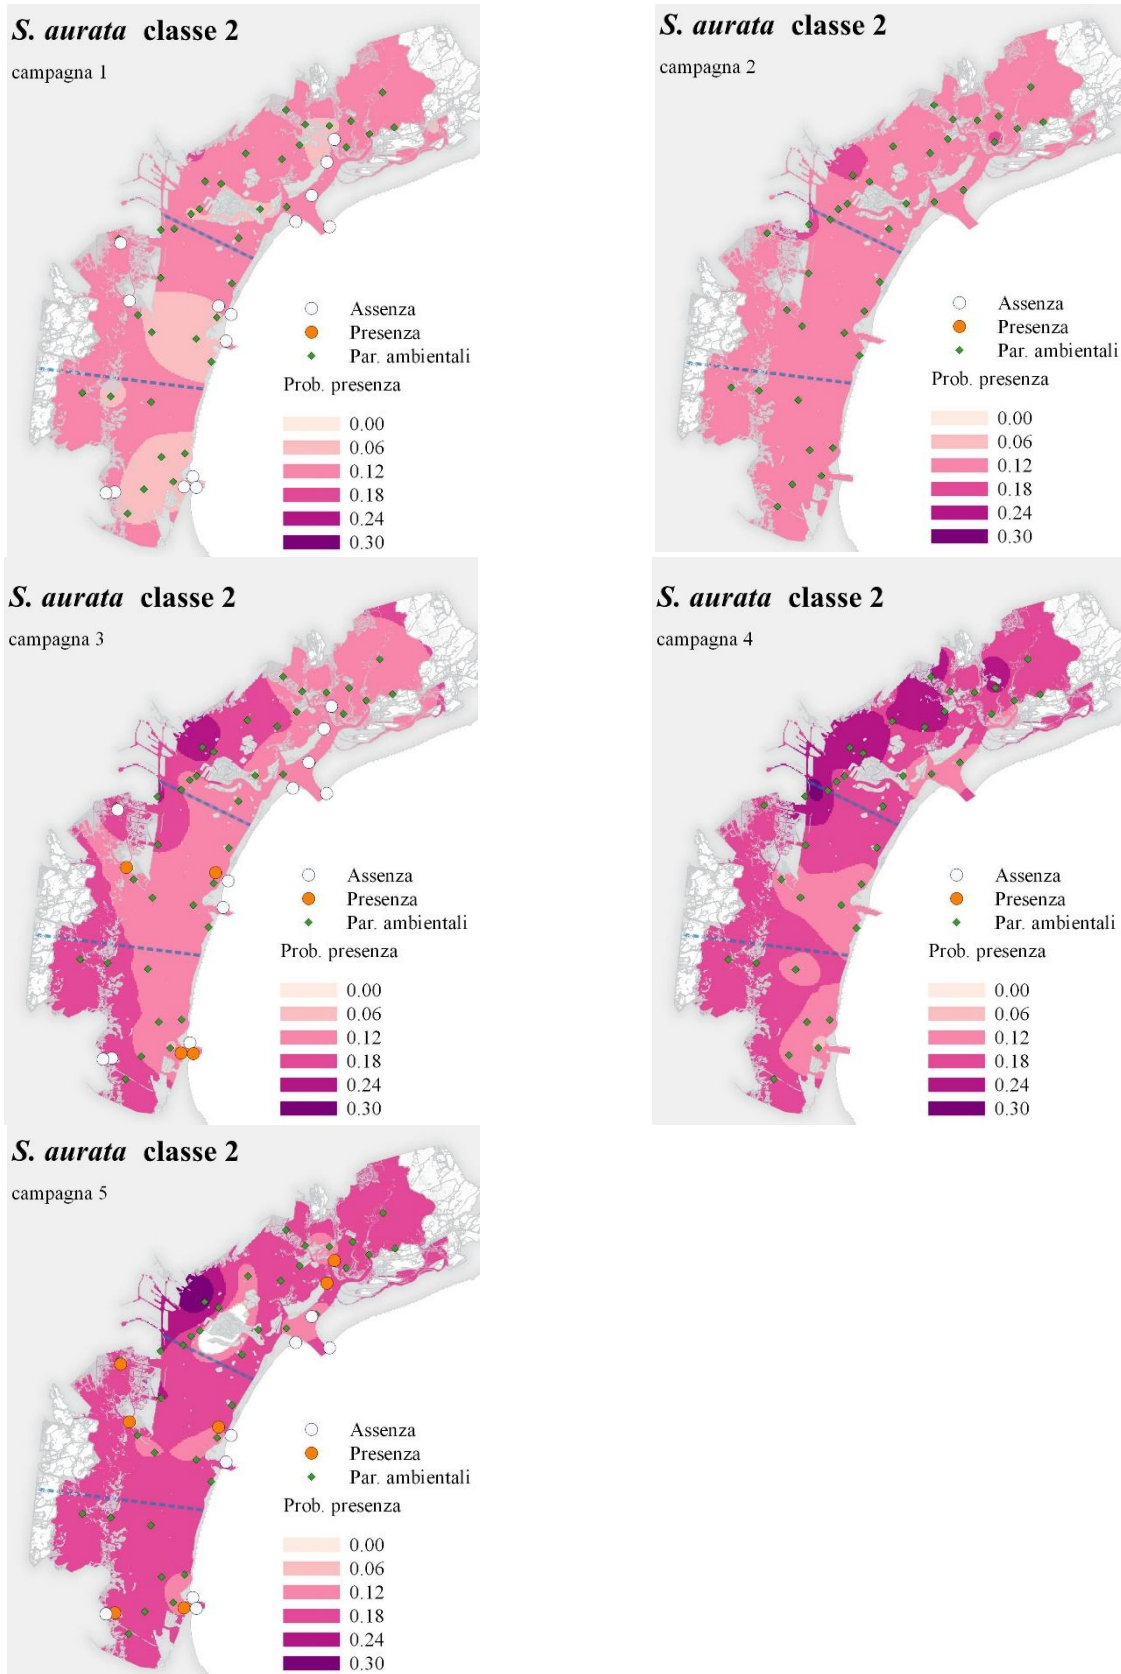 S. aurata classe 2
campagna 1
Assenza
Presenza
Par. ambientali
Prob. presenza
0.00
0.06
0.12
0.18
0.24
0.30
S. aurata classe 2
campagna 2
Assenza
Presenza
Par. ambientali
Prob. presenza
0.00
0.06
0.12
0.18
0.24
0.30
S. aurata classe 2
campagna 3
Assenza
Presenza
Par. ambientali
Prob. presenza
0.00
0.06
0.12
0.18
0.24
0.30
S. aurata classe 2
campagna 4
Assenza
Presenza
Par. ambientali
Prob. presenza
0.00
0.06
0.12
0.18
0.24
0.30
S. aurata classe 2
campagna 5
Assenza
Presenza
Par. ambientali
Prob. presenza
0.00
0.06
0.12
0.18
0.24
0.30